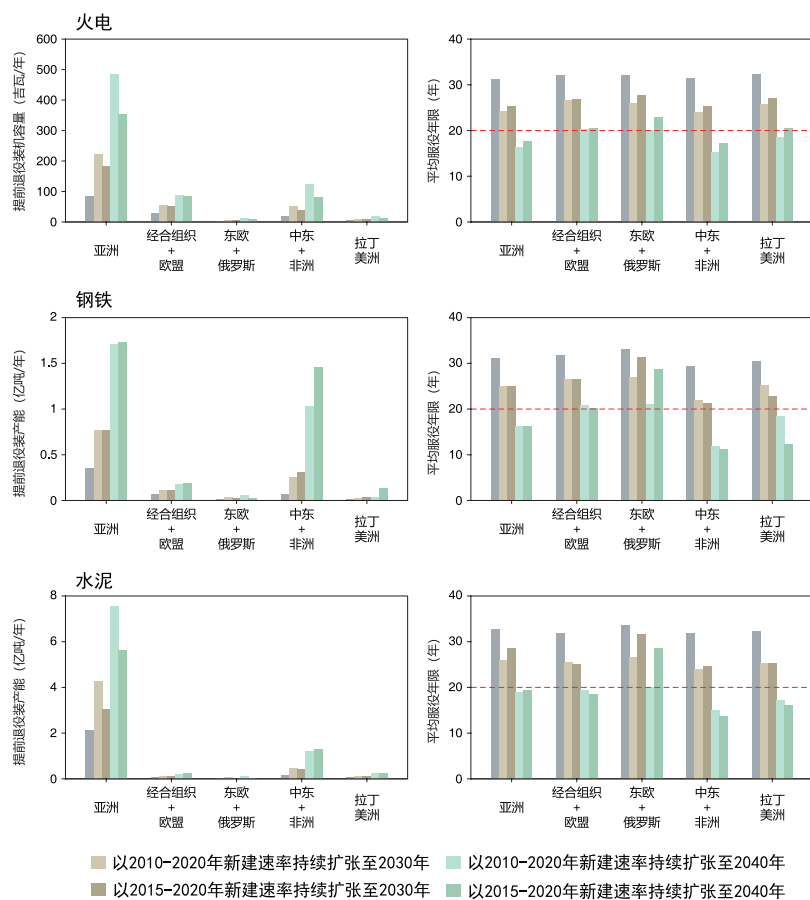 火电
600
500
400
300
200
100
0
提前退役装机容量（吉瓦/年）
亚洲
经合组织
+
欧盟
东欧
+
俄罗斯
中东
+
非洲
拉丁
美洲
40
30
20
10
0
平均服役年限（年）
亚洲
经合组织
+
欧盟
东欧
+
俄罗斯
中东
+
非洲
拉丁
美洲
钢铁
2
1.5
1
0.5
0
提前退役装产能（亿吨/年）
亚洲
经合组织
+
欧盟
东欧
+
俄罗斯
中东
+
非洲
拉丁
美洲
40
30
20
10
0
平均服役年限（年）
亚洲
经合组织
+
欧盟
东欧
+
俄罗斯
中东
+
非洲
拉丁
美洲
水泥
8
6
4
2
0
提前退役装产能（亿吨/年）
亚洲
经合组织
+
欧盟
东欧
+
俄罗斯
中东
+
非洲
拉丁
美洲
40
30
20
10
0
平均服役年限（年）
亚洲
经合组织
+
欧盟
东欧
+
俄罗斯
中东
+
非洲
拉丁
美洲
以2010-2020年新建速率持续扩张至2030年
以2010-2020年新建速率持续扩张至2040年
以2015-2020年新建速率持续扩张至2030年
以2015-2020年新建速率持续扩张至2040年